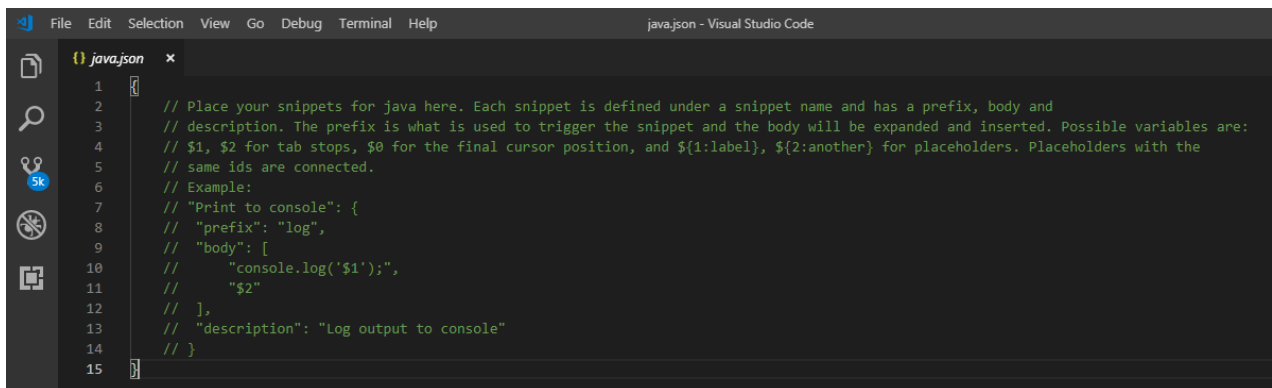 File Edit Selection View Go Debug Terminal Help java.json - Visual Studio Code
{} java.json ×
1 {
2 // Place your snippets for java here. Each snippet is defined under a snippet name and has a prefix, body and
3 // description. The prefix is what is used to trigger the snippet and the body will be expanded and inserted. Possible variables are:
4 // $1, $2 for tab stops, $0 for the final cursor position, and ${1:label}, ${2:another} for placeholders. Placeholders with the
5 // same ids are connected.
5k
6 // Example:
7 // "Print to console": {
8 // "prefix": "log",
9 // "body": [
10 // "console.log('$1');",
11 // "$2"
12 // ],
13 // "description": "Log output to console"
14 // }
15 }